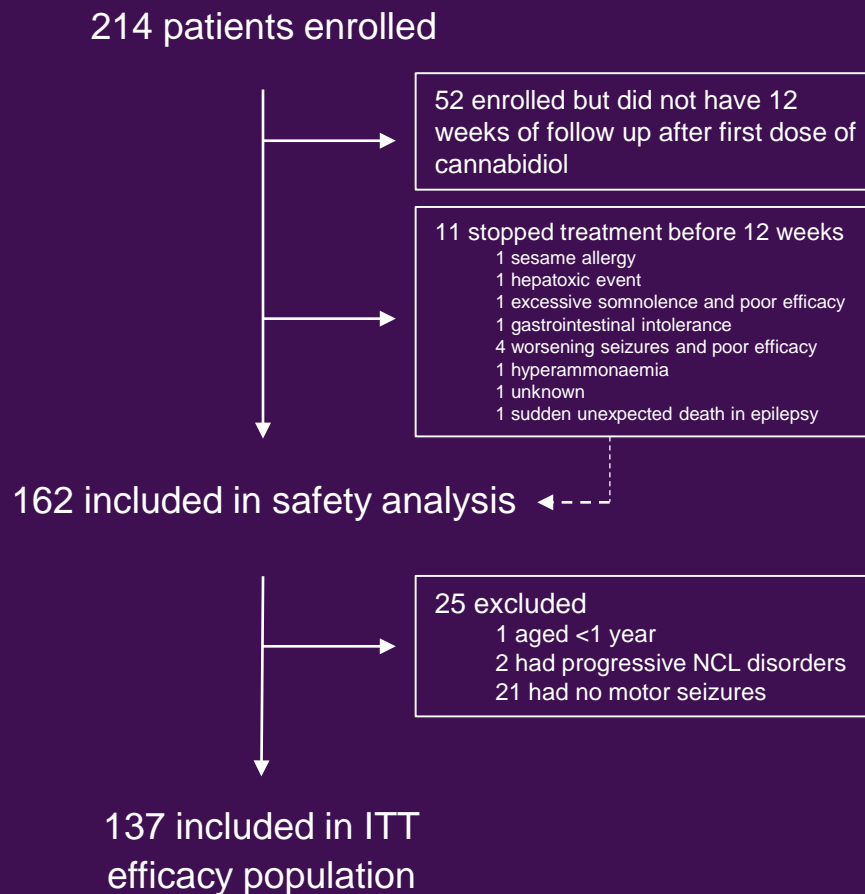 214 patients enrolled
52 enrolled but did not have 12
weeks of follow up after first dose of
cannabidiol
11 stopped treatment before 12 weeks
1 sesame allergy
1 hepatoxic event
1 excessive somnolence and poor efficacy
1 gastrointestinal intolerance
4 worsening seizures and poor efficacy
1 hyperammonaemia
1 unknown
1 sudden unexpected death in epilepsy
162 included in safety analysis
25 excluded
1 aged <1 year
2 had progressive NCL disorders
21 had no motor seizures
137 included in ITT
efficacy population